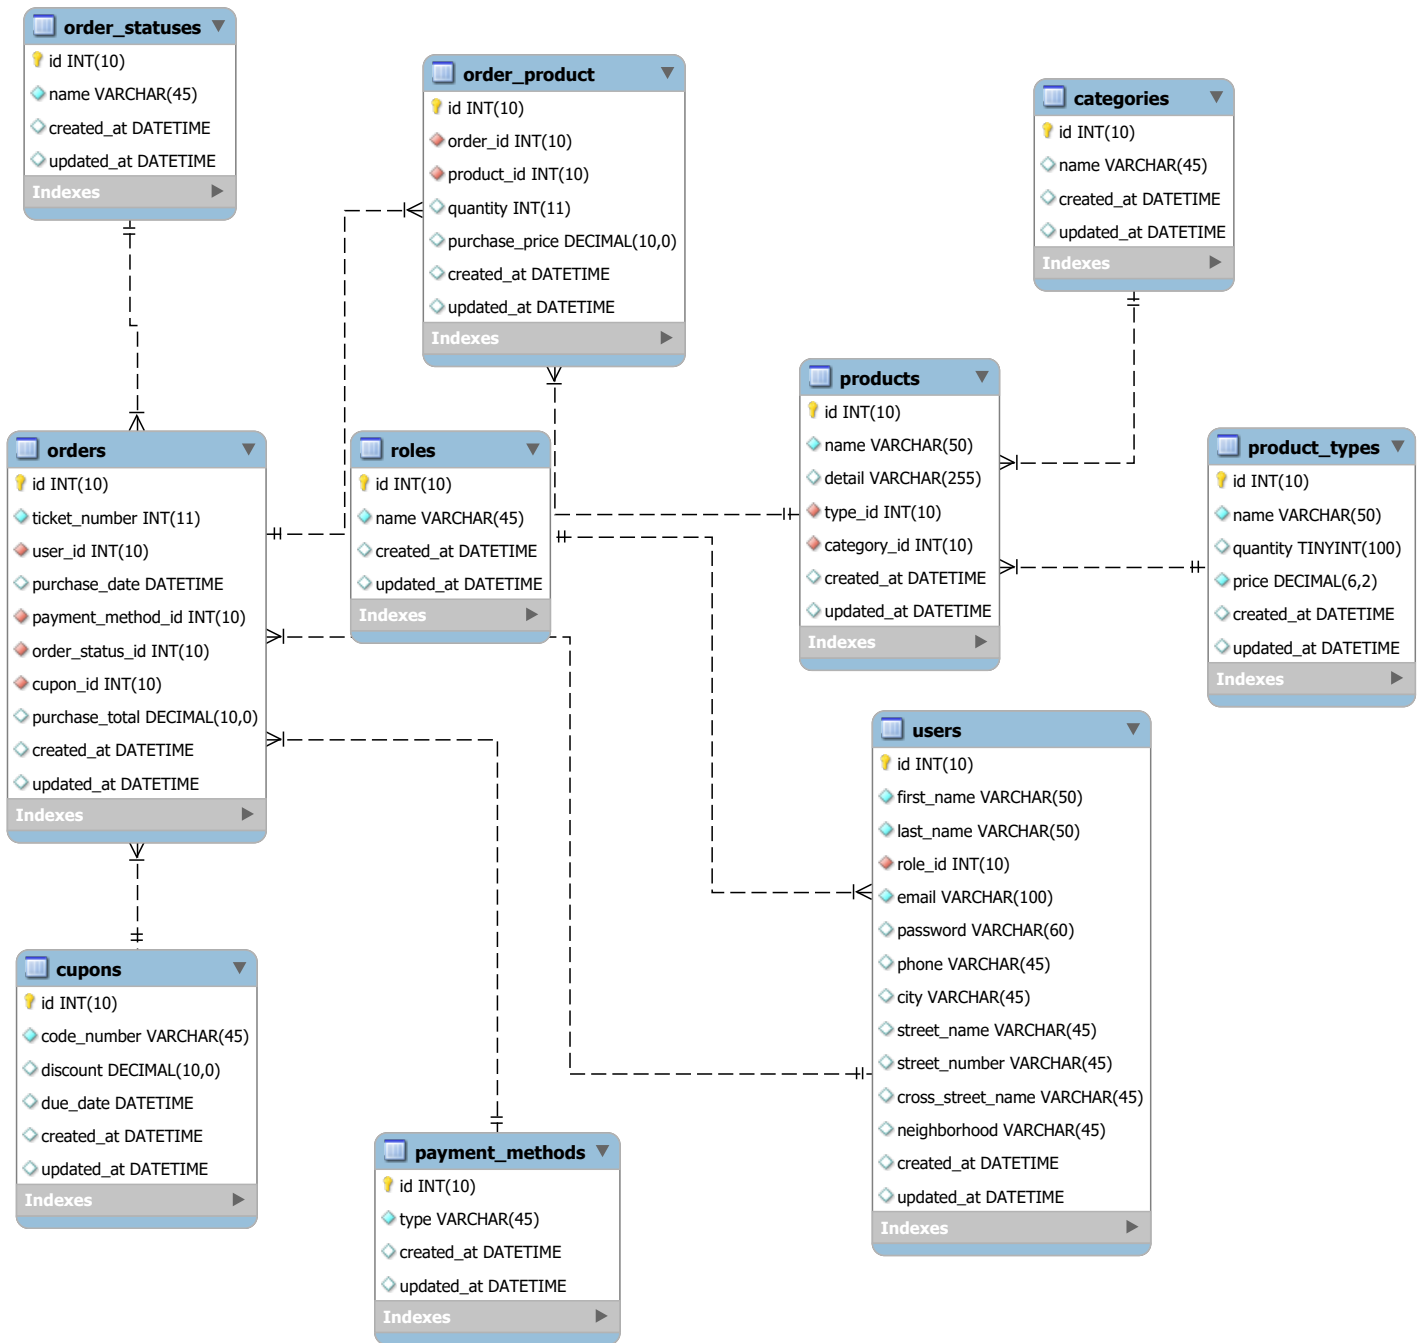 order_statuses
id INT(10)
name VARCHAR(45)
created_at DATETIME
updated_at DATETIME
Indexes
order_product
id INT(10)
order_id INT(10)
product_id INT(10)
quantity INT(11)
purchase_price DECIMAL(10,0)
created_at DATETIME
updated_at DATETIME
Indexes
categories
id INT(10)
name VARCHAR(45)
created_at DATETIME
updated_at DATETIME
Indexes
orders
id INT(10)
ticket_number INT(11)
user_id INT(10)
purchase_date DATETIME
payment_method_id INT(10)
order_status_id INT(10)
cupon_id INT(10)
purchase_total DECIMAL(10,0)
created_at DATETIME
updated_at DATETIME
Indexes
roles
id INT(10)
name VARCHAR(45)
created_at DATETIME
updated_at DATETIME
Indexes
products
id INT(10)
name VARCHAR(50)
detail VARCHAR(255)
type_id INT(10)
category_id INT(10)
created_at DATETIME
updated_at DATETIME
Indexes
product_types
id INT(10)
name VARCHAR(50)
quantity TINYINT(100)
price DECIMAL(6,2)
created_at DATETIME
updated_at DATETIME
Indexes
users
id INT(10)
first_name VARCHAR(50)
last_name VARCHAR(50)
role_id INT(10)
email VARCHAR(100)
password VARCHAR(60)
phone VARCHAR(45)
city VARCHAR(45)
street_name VARCHAR(45)
street_number VARCHAR(45)
cross_street_name VARCHAR(45)
neighborhood VARCHAR(45)
created_at DATETIME
updated_at DATETIME
Indexes
cupons
id INT(10)
code_number VARCHAR(45)
discount DECIMAL(10,0)
due_date DATETIME
created_at DATETIME
updated_at DATETIME
Indexes
payment_methods
id INT(10)
type VARCHAR(45)
created_at DATETIME
updated_at DATETIME
Indexes